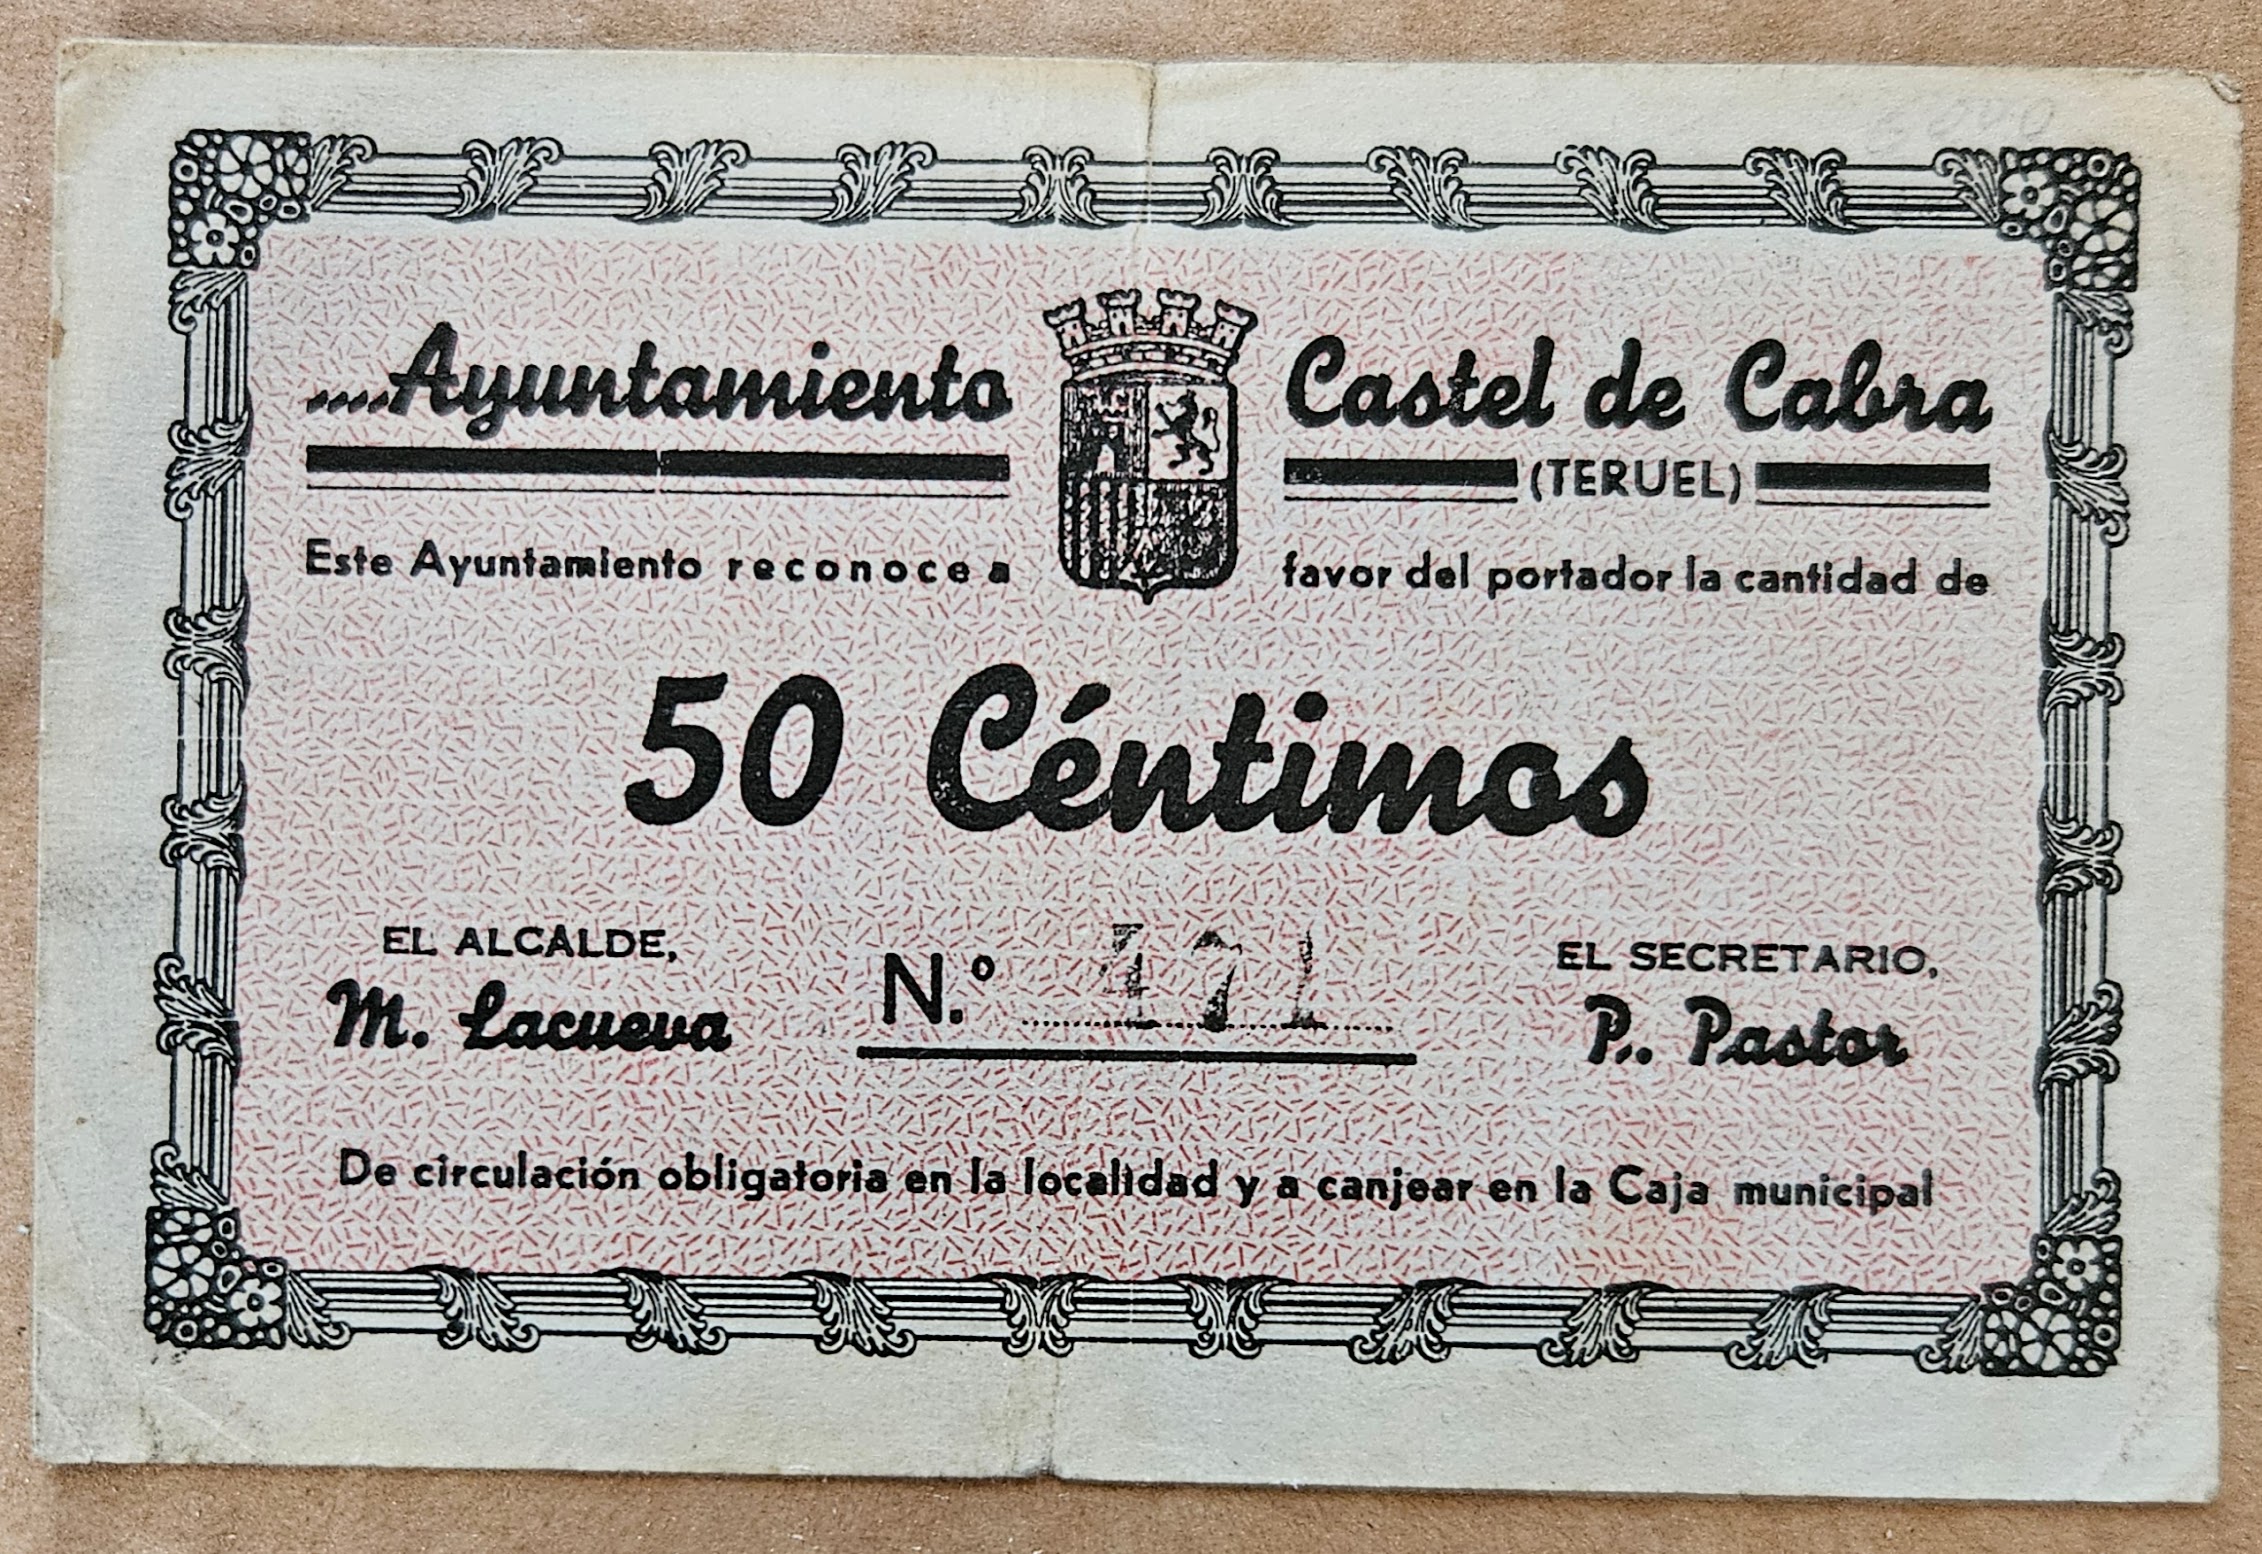 ....Ayuntamiento Castel de Cabra
(TERUEL)
Este Ayuntamiento reconoce a favor del portador la cantidad de
50 Céntimos
EL ALCALDE, N.º 471 EL SECRETARIO,
M. Lacueva P.. Pastor
De circulación obligatoria en la localidad y a canjear en la Caja municipal